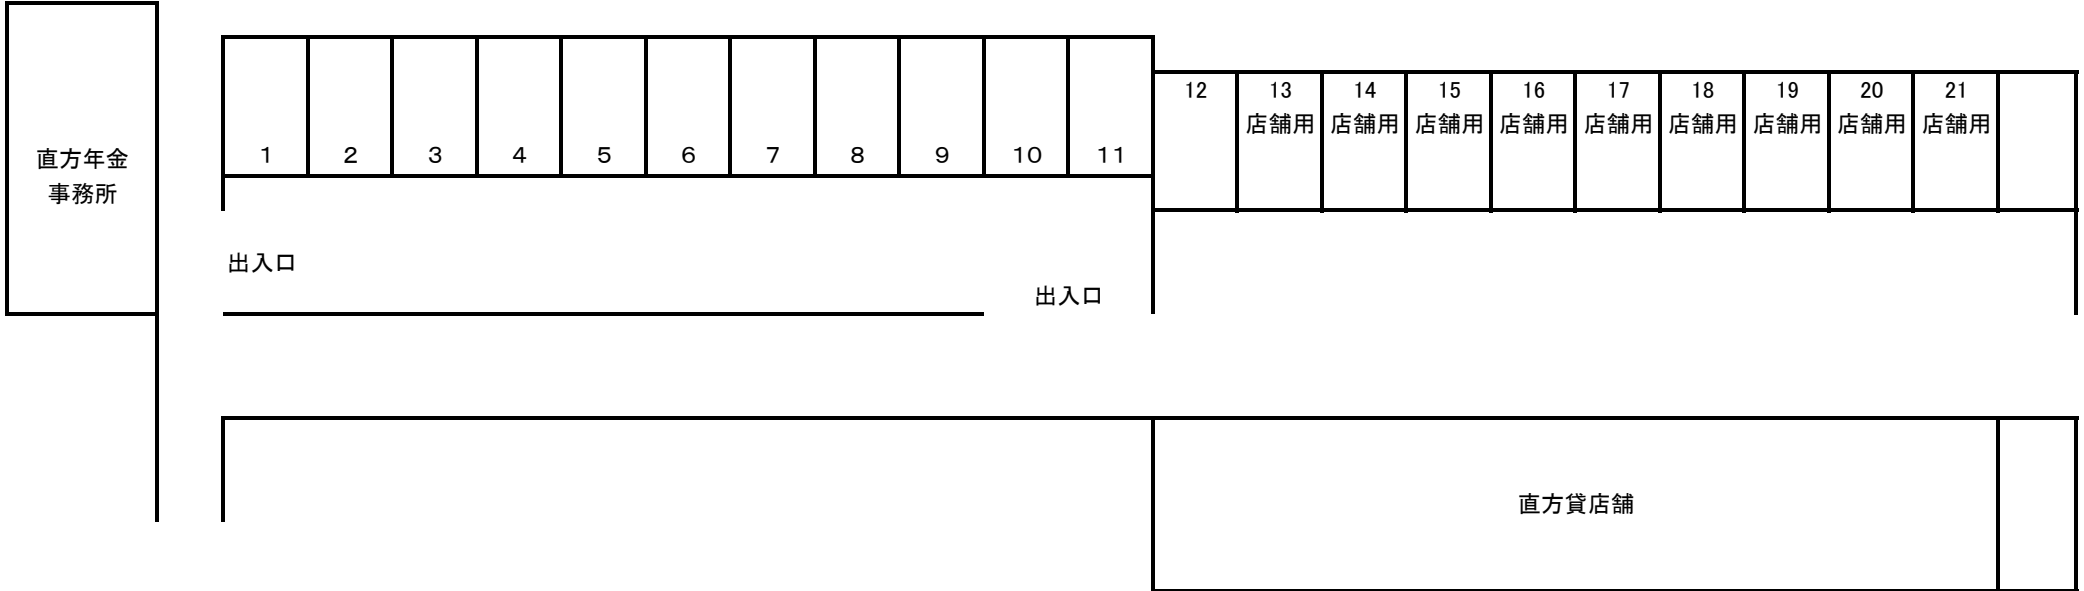 直方年金
事務所
1 2 3 4 5 6 7 8 9 10 11
12 13 14 15 16 17 18 19 20 21
店舗用 店舗用 店舗用 店舗用 店舗用 店舗用 店舗用 店舗用 店舗用
出入口
出入口
直方貸店舗